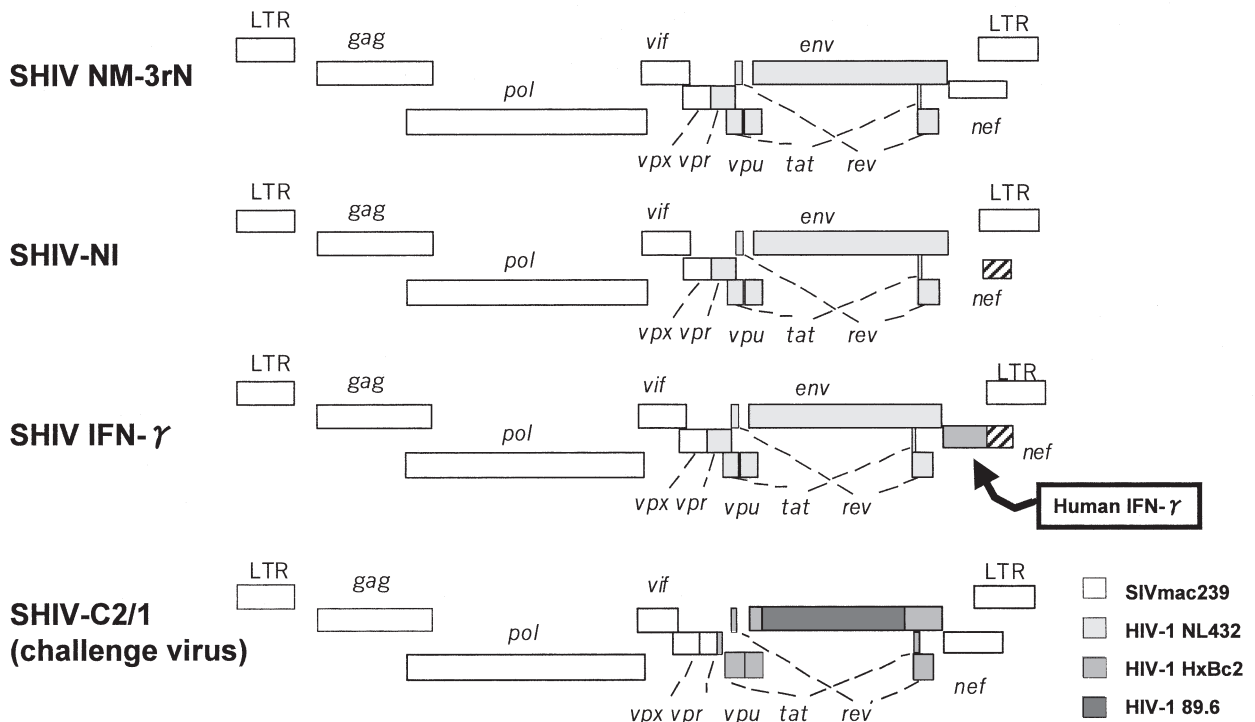 LTR
gag
vif
env
LTR
SHIV NM-3rN
pol
nef
vpx vpr vpu tat rev
LTR
gag
vif
env
LTR
SHIV-NI
pol
nef
vpx vpr vpu tat rev
LTR
gag
vif
env
LTR
SHIV IFN-γ
pol
nef
vpx vpr vpu tat rev
Human IFN-γ
LTR
gag
vif
LTR
SHIV-C2/1
(challenge virus)
pol
nef
vpx vpr vpu tat rev
SIVmac239
HIV-1 NL432
HIV-1 HxBc2
HIV-1 89.6